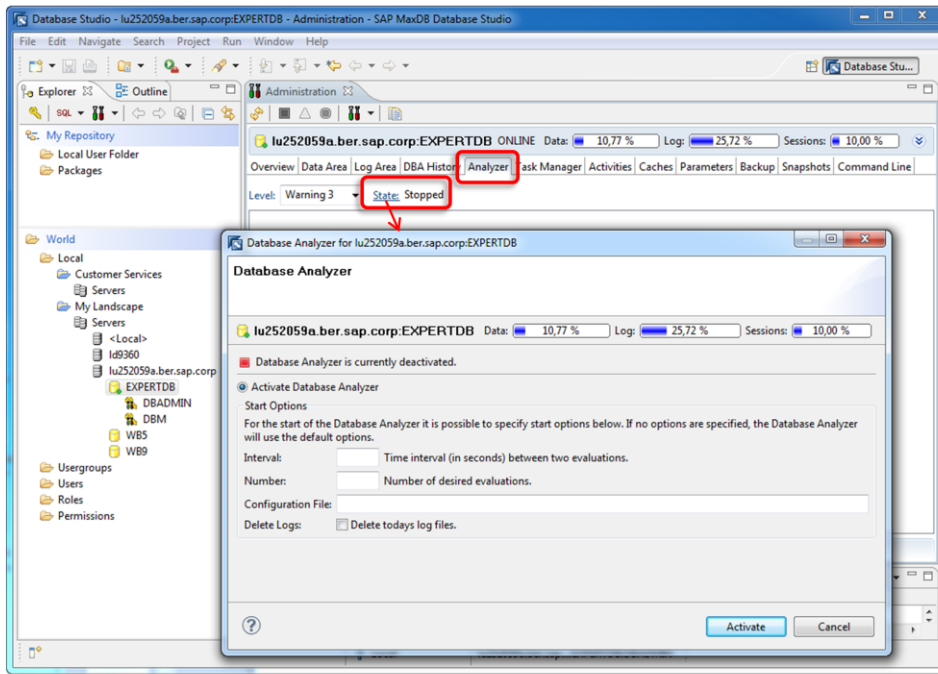 Database Studio - lu252059a.ber.sap.corp:EXPERTDB - Administration - SAP MaxDB Database Studio
File Edit Navigate Search Project Run Window Help
Database Stu...
Explorer Outline
Administration
SQL
My Repository
Local User Folder
Packages
World
Local
Customer Services
Servers
My Landscape
Servers
<Local>
ld9360
lu252059a.ber.sap.corp
EXPERTDB
DBADMIN
DBM
WB5
WB9
Usergroups
Users
Roles
Permissions
lu252059a.ber.sap.corp:EXPERTDB ONLINE Data: 10,77 % Log: 25,72 % Sessions: 10,00 %
Overview Data Area Log Area DBA History Analyzer Task Manager Activities Caches Parameters Backup Snapshots Command Line
Level: Warning 3 State: Stopped
Database Analyzer for lu252059a.ber.sap.corp:EXPERTDB
Database Analyzer
lu252059a.ber.sap.corp:EXPERTDB Data: 10,77 % Log: 25,72 % Sessions: 10,00 %
Database Analyzer is currently deactivated.
Activate Database Analyzer
Start Options
For the start of the Database Analyzer it is possible to specify start options below. If no options are specified, the Database Analyzer
will use the default options.
Interval: Time interval (in seconds) between two evaluations.
Number: Number of desired evaluations.
Configuration File:
Delete Logs: Delete todays log files.
Activate Cancel